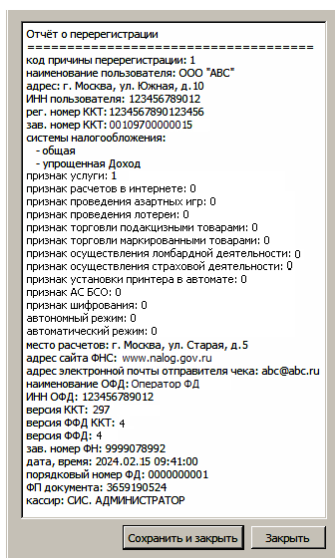 Отчёт о перерегистрации
=====================================
код причины перерегистрации: 1
наименование пользователя: ООО "АВС"
адрес: г. Москва, ул. Южная, д.10
ИНН пользователя: 123456789012
рег. номер ККТ: 1234567890123456
зав. номер ККТ: 00109700000015
системы налогообложения:
- общая
- упрощенная Доход
признак услуги: 1
признак расчетов в интернете: 0
признак проведения азартных игр: 0
признак проведения лотереи: 0
признак торговли подакцизными товарами: 0
признак торговли маркированными товарами: 0
признак осуществления ломбардной деятельности: 0
признак осуществления страховой деятельности: 0
признак установки принтера в автомате: 0
признак АС БСО: 0
признак шифрования: 0
автономный режим: 0
автоматический режим: 0
место расчетов: г. Москва, ул. Старая, д.5
адрес сайта ФНС: www.nalog.gov.ru
адрес электронной почты отправителя чека: abc@abc.ru
наименование ОФД: Оператор ФД
ИНН ОФД: 123456789012
версия ККТ: 297
версия ФФД ККТ: 4
версия ФФД: 4
зав. номер ФН: 9999078992
дата, время: 2024.02.15 09:41:00
порядковый номер ФД: 0000000001
ФП документа: 3659190524
кассир: СИС. АДМИНИСТРАТОР
Сохранить и закрыть Закрыть